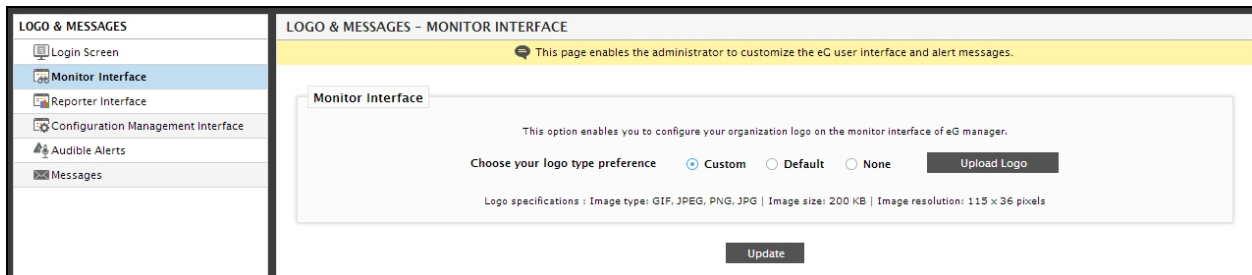 LOGO & MESSAGES
Login Screen
Monitor Interface
Reporter Interface
Configuration Management Interface
Audible Alerts
Messages
LOGO & MESSAGES - MONITOR INTERFACE
This page enables the administrator to customize the eG user interface and alert messages.
Monitor Interface
This option enables you to configure your organization logo on the monitor interface of eG manager.
Choose your logo type preference Custom Default None Upload Logo
Logo specifications : Image type: GIF, JPEG, PNG, JPG | Image size: 200 KB | Image resolution: 115 x 36 pixels
Update